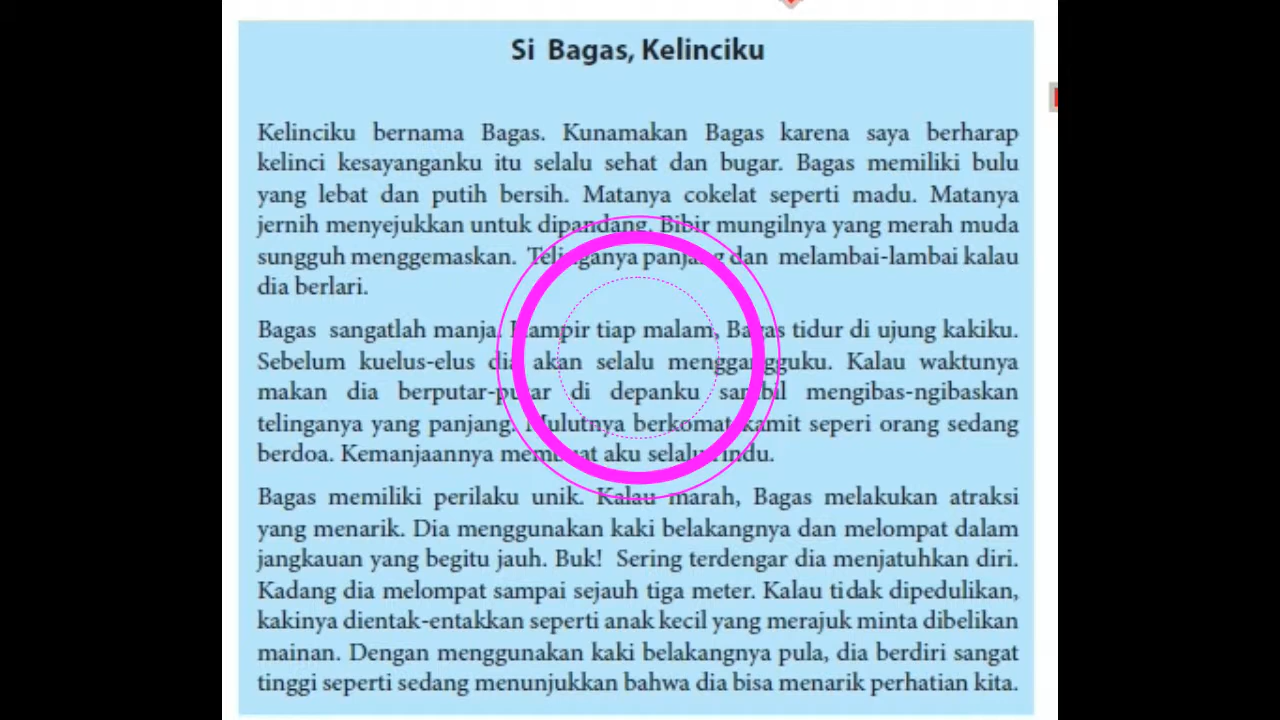 Si Bagas, Kelinciku
Kelinciku bernama Bagas. Kunamakan Bagas karena saya berharap
kelinci kesayanganku itu selalu sehat dan bugar. Bagas memiliki bulu
yang lebat dan putih bersih. Matanya cokelat seperti madu. Matanya
jernih menyejukkan untuk dipandang. Bibir mungilnya yang merah muda
sungguh menggemaskan. Telinganya panjang dan melambai-lambai kalau
dia berlari.
Bagas sangatlah manja. Hampir tiap malam, Bagas tidur di ujung kakiku.
Sebelum kuelus-elus dia akan selalu menggangguku. Kalau waktunya
makan dia berputar-putar di depanku sambil mengibas-ngibaskan
telinganya yang panjang. Mulutnya berkomat-kamit seperi orang sedang
berdoa. Kemanjaannya membuat aku selalu rindu.
Bagas memiliki perilaku unik. Kalau marah, Bagas melakukan atraksi
yang menarik. Dia menggunakan kaki belakangnya dan melompat dalam
jangkauan yang begitu jauh. Buk! Sering terdengar dia menjatuhkan diri.
Kadang dia melompat sampai sejauh tiga meter. Kalau tidak dipedulikan,
kakinya dientak-entakkan seperti anak kecil yang merajuk minta dibelikan
mainan. Dengan menggunakan kaki belakangnya pula, dia berdiri sangat
tinggi seperti sedang menunjukkan bahwa dia bisa menarik perhatian kita.